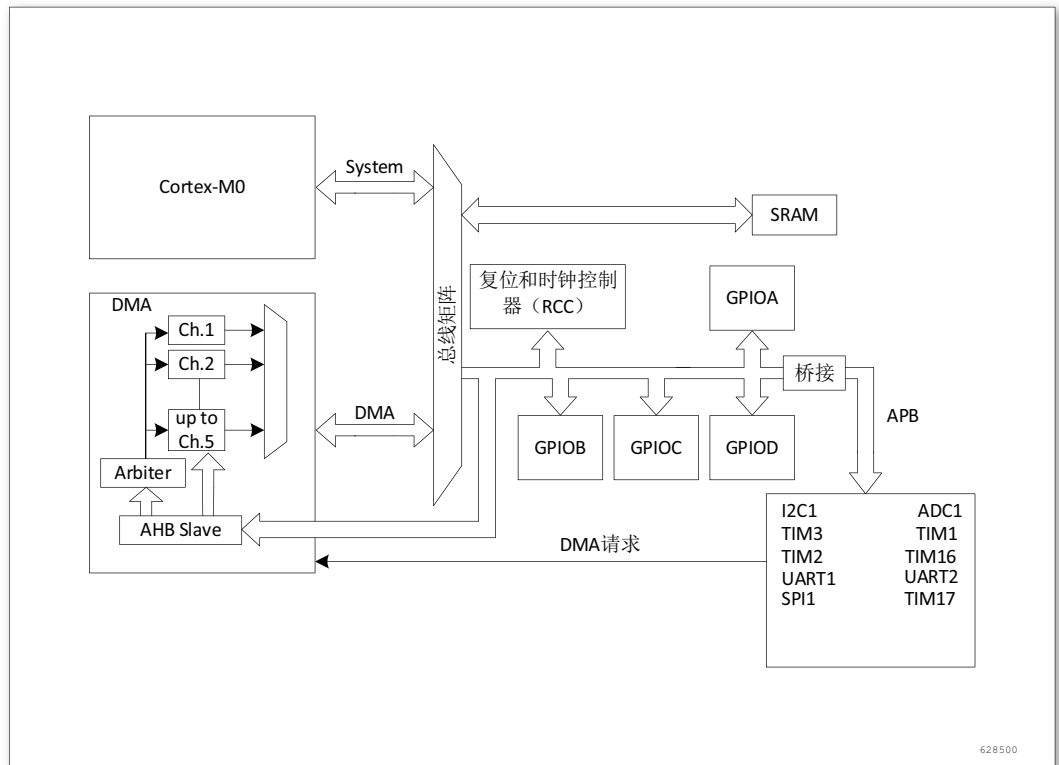 Cortex-M0
System
SRAM
总线矩阵
复位和时钟控制
器（RCC）
GPIOA
DMA
Ch.1
Ch.2
up to
Ch.5
Arbiter
AHB Slave
DMA
桥接
APB
GPIOB
GPIOC
GPIOD
DMA请求
I2C1 ADC1
TIM3 TIM1
TIM2 TIM16
UART1 UART2
SPI1 TIM17
628500